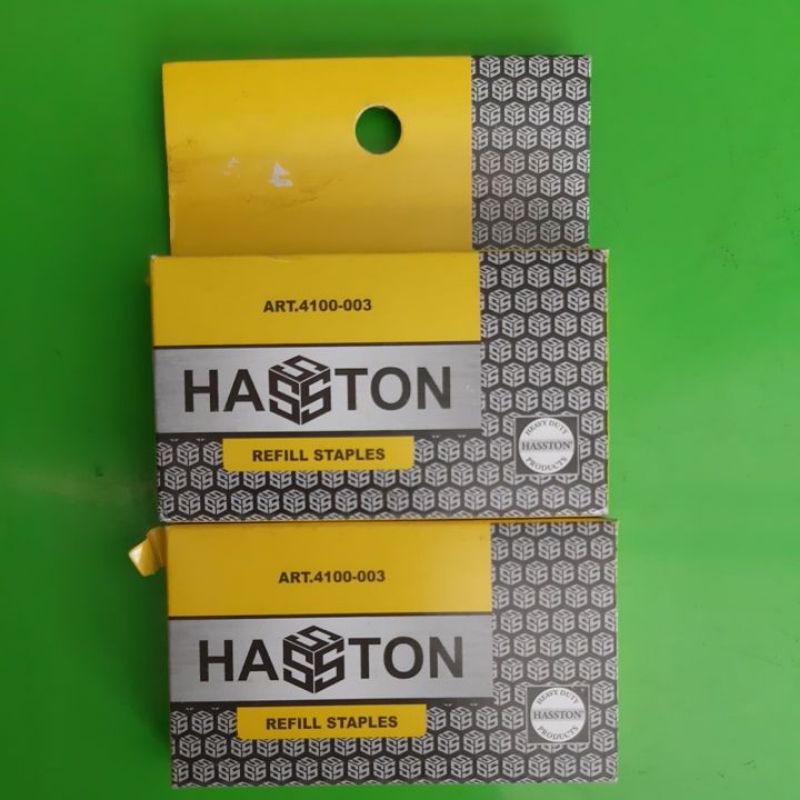 ART.4100-003
HASSTON
REFILL STAPLES
HEAVY DUTY
HASSTON®
PRODUCTS
ART.4100-003
HASSTON
REFILL STAPLES
HEAVY DUTY
HASSTON®
PRODUCTS